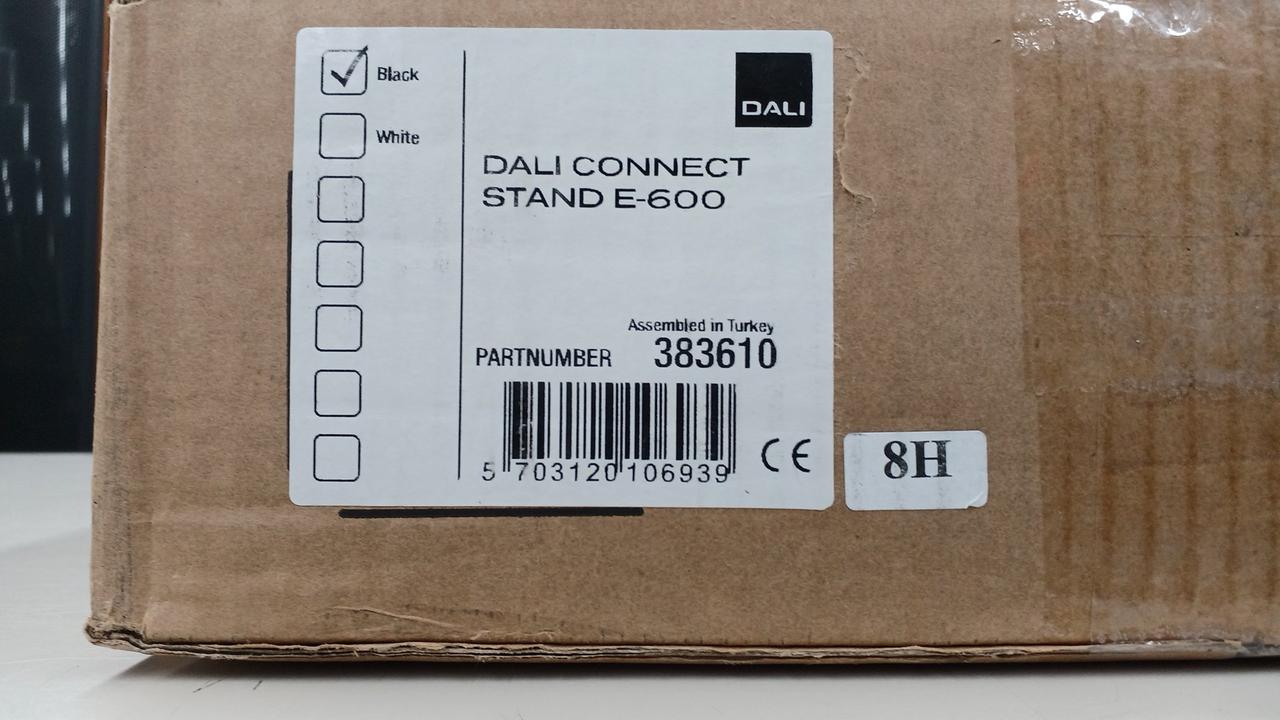 Black
White
DALI
DALI CONNECT
STAND E-600
Assembled in Turkey
PARTNUMBER 383610
5 703120 106939
CE
8H